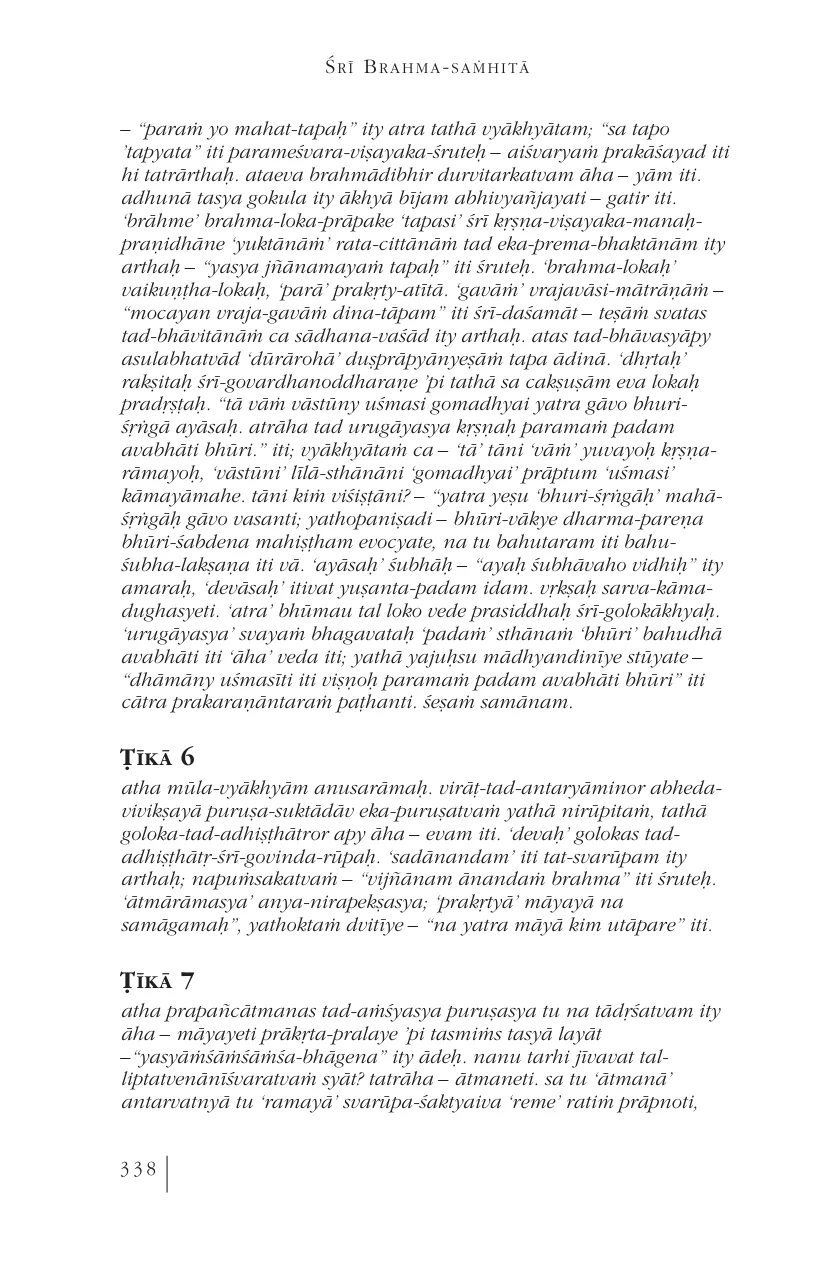 Śrī Brahma-saṁhitā
– “paraṁ yo mahat-tapaḥ” ity atra tathā vyākhyātam; “sa tapo
’tapyata” iti parameśvara-viṣayaka-śruteḥ – aiśvaryaṁ prakāśayad iti
hi tatrārthaḥ. ataeva brahmādibhir durvitarkatvam āha – yām iti.
adhunā tasya gokula ity ākhyā bījam abhivyañjayati – gatir iti.
‘brāhme’ brahma-loka-prāpake ‘tapasi’ śrī kṛṣṇa-viṣayaka-manaḥ-
praṇidhāne ‘yuktānāṁ’ rata-cittānāṁ tad eka-prema-bhaktānām ity
arthaḥ – “yasya jñānamayaṁ tapaḥ” iti śruteḥ. ‘brahma-lokaḥ’
vaikuṇṭha-lokaḥ, ‘parā’ prakṛty-atītā. ‘gavāṁ’ vrajavāsi-mātrāṇāṁ –
“mocayan vraja-gavāṁ dina-tāpam” iti śrī-daśamāt – teṣāṁ svatas
tad-bhāvitānāṁ ca sādhana-vaśād ity arthaḥ. atas tad-bhāvasyāpy
asulabhatvād ‘dūrārohā’ duṣprāpyānyeṣāṁ tapa ādinā. ‘dhṛtaḥ’
rakṣitaḥ śrī-govardhanoddharaṇe ’pi tathā sa cakṣuṣām eva lokaḥ
pradṛṣṭaḥ. “tā vāṁ vāstūny uśmasi gomadhyai yatra gāvo bhuri-
śṛṅgā ayāsaḥ. atrāha tad urugāyasya kṛṣṇaḥ paramaṁ padam
avabhāti bhūri.” iti; vyākhyātaṁ ca – ‘tā’ tāni ‘vāṁ’ yuvayoḥ kṛṣṇa-
rāmayoḥ, ‘vāstūni’ līlā-sthānāni ‘gomadhyai’ prāptum ‘uśmasi’
kāmayāmahe. tāni kiṁ viśiṣṭāni? – “yatra yeṣu ‘bhuri-śṛṅgāḥ’ mahā-
śṛṅgāḥ gāvo vasanti; yathopaniṣadi – bhūri-vākye dharma-pareṇa
bhūri-śabdena mahiṣṭham evocyate, na tu bahutaram iti bahu-
śubha-lakṣaṇa iti vā. ‘ayāsaḥ’ śubhāḥ – “ayaḥ śubhāvaho vidhiḥ” ity
amaraḥ, ‘devāsaḥ’ itivat yuṣanta-padam idam. vṛkṣaḥ sarva-kāma-
dughasyeti. ‘atra’ bhūmau tal loko vede prasiddhaḥ śrī-golokākhyaḥ.
‘urugāyasya’ svayaṁ bhagavataḥ ‘padaṁ’ sthānaṁ ‘bhūri’ bahudhā
avabhāti iti ‘āha’ veda iti; yathā yajuḥsu mādhyandinīye stūyate –
“dhāmāny uśmasīti iti viṣṇoḥ paramaṁ padam avabhāti bhūri” iti
cātra prakaraṇāntaraṁ paṭhanti. śeṣaṁ samānam.
Ṭīkā 6
atha mūla-vyākhyām anusarāmaḥ. virāṭ-tad-antaryāminor abheda-
vivikṣayā puruṣa-suktādāv eka-puruṣatvaṁ yathā nirūpitaṁ, tathā
goloka-tad-adhiṣṭhātror apy āha – evam iti. ‘devaḥ’ golokas tad-
adhiṣṭhātṛ-śrī-govinda-rūpaḥ. ‘sadānandam’ iti tat-svarūpam ity
arthaḥ; napuṁsakatvaṁ – “vijñānam ānandaṁ brahma” iti śruteḥ.
‘ātmārāmasya’ anya-nirapekṣasya; ‘prakṛtyā’ māyayā na
samāgamaḥ”, yathoktaṁ dvitīye – “na yatra māyā kim utāpare” iti.
Ṭīkā 7
atha prapañcātmanas tad-aṁśyasya puruṣasya tu na tādṛśatvam ity
āha – māyayeti prākṛta-pralaye ’pi tasmiṁs tasyā layāt
–“yasyāṁśāṁśāṁśa-bhāgena” ity ādeḥ. nanu tarhi jīvavat tal-
liptatvenānīśvaratvaṁ syāt? tatrāha – ātmaneti. sa tu ‘ātmanā’
antarvatnyā tu ‘ramayā’ svarūpa-śaktyaiva ‘reme’ ratiṁ prāpnoti,
338